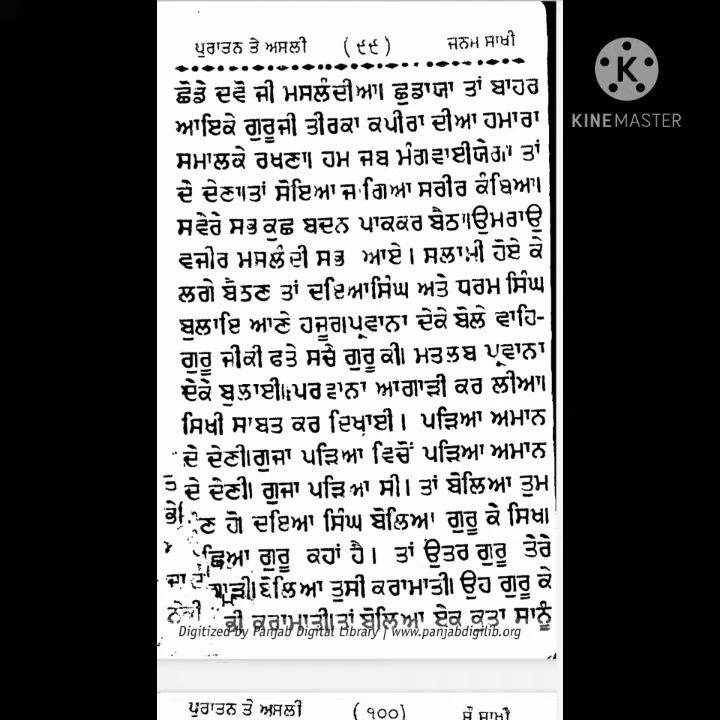 ਪੁਰਾਤਨ ਤੇ ਅਸਲੀ (੯੯) ਜਨਮ ਸਾਖੀ
K
KINEMASTER
ਛੋਡੇ ਦਵੋ ਜੀ ਮਸਲੰਦੀਆ। ਛੁਡਾਯਾ ਤਾਂ ਬਾਹਰ
ਆਇਕੇ ਗੁਰੂਜੀ ਤੀਰਕਾ ਕਪੀਰਾ ਦੀਆ ਹਮਾਰਾ
ਸਮਾਲਕੇ ਰਖਣਾ। ਹਮ ਜਬ ਮੰਗਵਾਈਯੇਗਾ ਤਾਂ
ਦੇ ਦੇਣਾ।ਤਾਂ ਸੋਇਆ ਜਾਗਿਆ ਸਰੀਰ ਕੰਬਿਆ।
ਸਵੇਰੇ ਸਭ ਕੁਛ ਬਦਨ ਪਾਕਕਰ ਬੈਠਾ।ਉਮਰਾਉ
ਵਜੀਰ ਮਸਲੰਦੀ ਸਭ ਆਏ। ਸਲਾਮੀ ਹੋਏ ਕੇ
ਲਗੇ ਬੈਠਣ ਤਾਂ ਦਇਆਸਿੰਘ ਅਤੇ ਧਰਮ ਸਿੰਘ
ਬੁਲਾਇ ਆਣੇ ਹਜੂਰ।ਪ੍ਰਵਾਨਾ ਦੇਕੇ ਬੋਲੇ ਵਾਹਿ-
ਗੁਰੂ ਜੀਕੀ ਫਤੇ ਸਚੇ ਗੁਰੂ ਕੀ। ਮਤਲਬ ਪ੍ਰਵਾਨਾ
ਦੇਕੇ ਬੁਲਾਈ।ਪਰਵਾਨਾ ਆਗਾੜੀ ਕਰ ਲੀਆ।
ਸਿਖੀ ਸਾਬਤ ਕਰ ਦਿਖਾਈ। ਪੜਿਆ ਅਮਾਨ
ਦੇ ਦੇਣੀ।ਗੁਜਾ ਪੜਿਆ ਵਿਚੋਂ ਪੜਿਆ ਅਮਾਨ
ਦੇ ਦੇਣੀ। ਗੁਜਾ ਪੜਿਆ ਸੀ। ਤਾਂ ਬੋਲਿਆ ਤੁਮ
ਹੋ। ਦਇਆ ਸਿੰਘ ਬੋਲਿਆ ਗੁਰੂ ਕੇ ਸਿਖ।
ਗੁਰੂ ਕਹਾਂ ਹੈ। ਤਾਂ ਉਤਰ ਗੁਰੂ ਤੇਰੇ
ਬੋਲਿਆ ਤੁਸੀ ਕਰਾਮਾਤੀ। ਉਹ ਗੁਰੂ ਕੇ
ਕੀ ਕਰਾਮਾਤੀ।ਤਾਂ ਬੋਲਿਆ ਏਕ ਕਤਾ ਸਾਨੂੰ
Digitized by Panjab Digital Library | www.panjabdigilib.org
ਪੁਰਾਤਨ ਤੇ ਅਸਲੀ (੧੦੦)